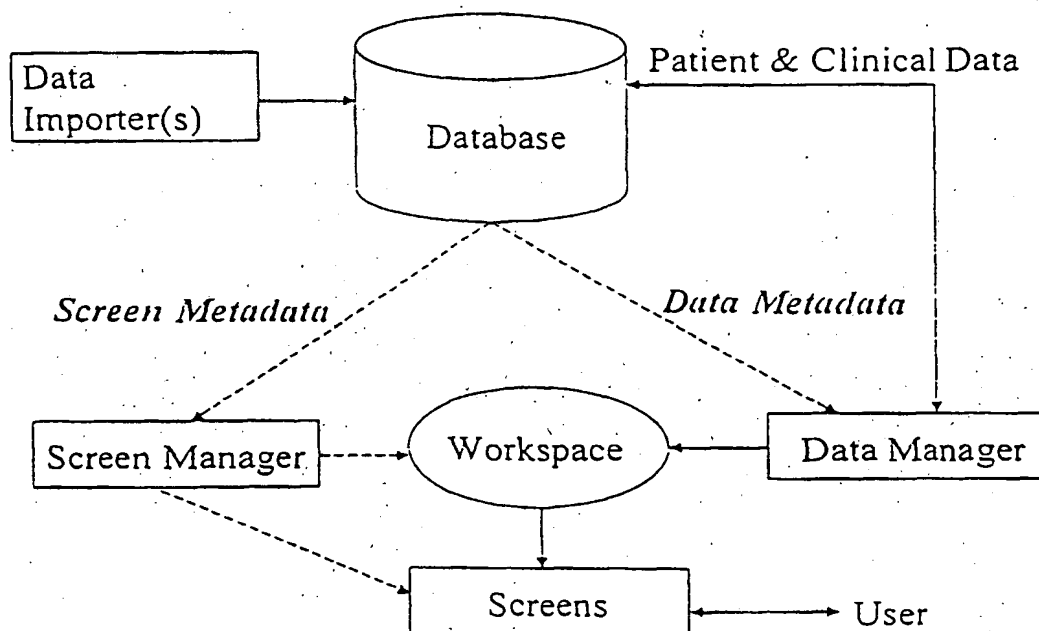 Data
Importer(s)
Patient & Clinical Data
Database
Screen Metadata
Data Metadata
Screen Manager
Workspace
Data Manager
Screens
User